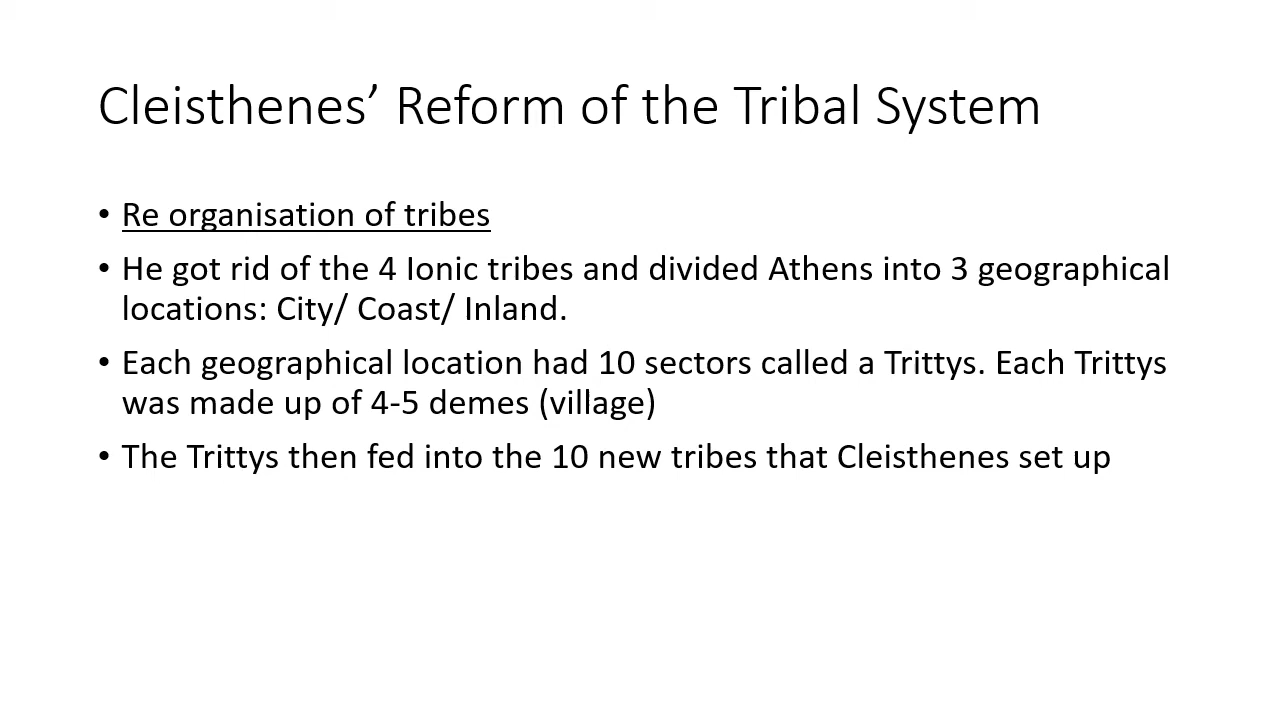 Cleisthenes’ Reform of the Tribal System
• Re organisation of tribes
• He got rid of the 4 Ionic tribes and divided Athens into 3 geographical
locations: City/ Coast/ Inland.
• Each geographical location had 10 sectors called a Trittys. Each Trittys
was made up of 4-5 demes (village)
• The Trittys then fed into the 10 new tribes that Cleisthenes set up